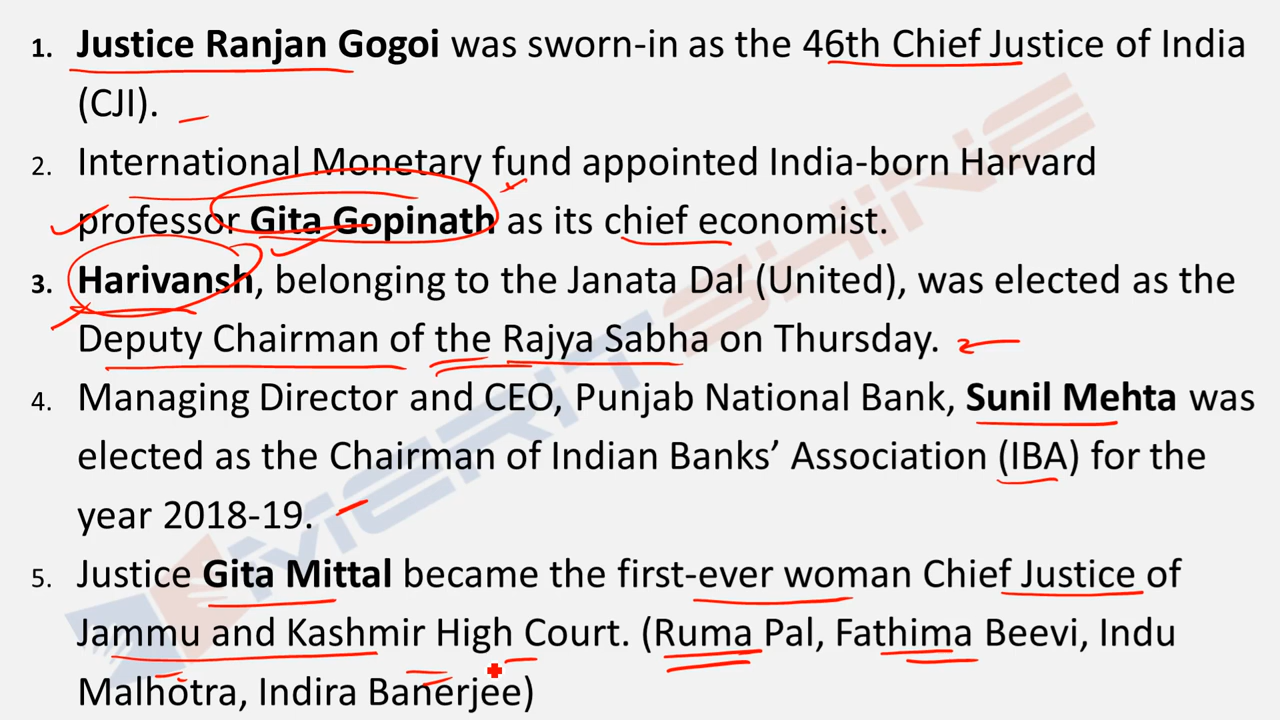 1. Justice Ranjan Gogoi was sworn-in as the 46th Chief Justice of India
(CJI).
2. International Monetary fund appointed India-born Harvard
professor Gita Gopinath as its chief economist.
3. Harivansh, belonging to the Janata Dal (United), was elected as the
Deputy Chairman of the Rajya Sabha on Thursday.
4. Managing Director and CEO, Punjab National Bank, Sunil Mehta was
elected as the Chairman of Indian Banks’ Association (IBA) for the
year 2018-19.
5. Justice Gita Mittal became the first-ever woman Chief Justice of
Jammu and Kashmir High Court. (Ruma Pal, Fathima Beevi, Indu
Malhotra, Indira Banerjee)
MERITSHINE